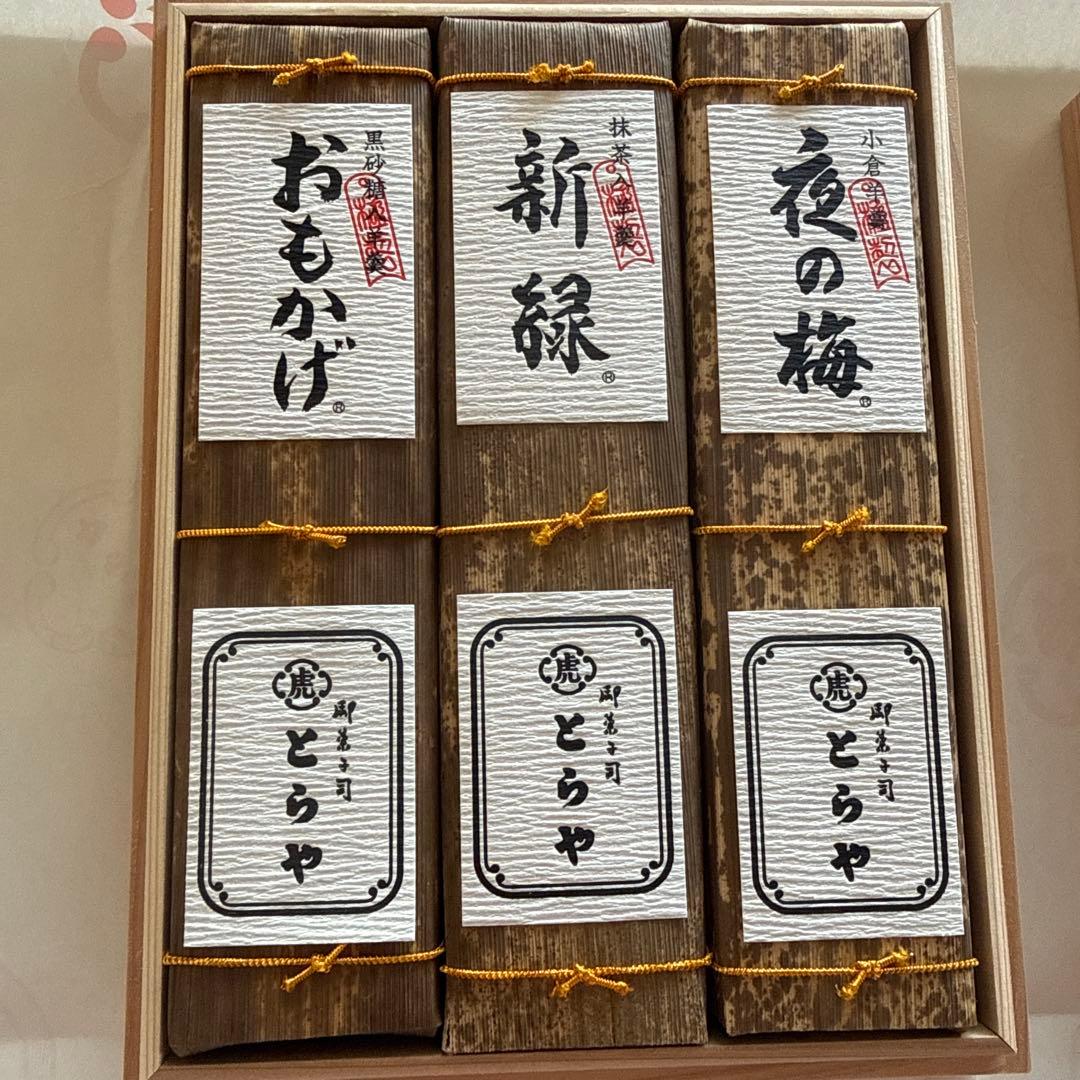 小倉羊羹
夜の梅®
抹茶入羊羹
新緑®
黒砂糖入羊羹
おもかげ®
御菓子司
虎
とらや
御菓子司
虎
とらや
御菓子司
虎
とらや